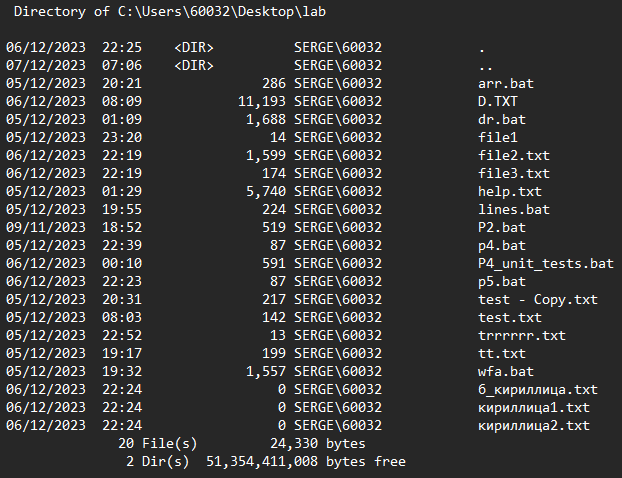 Directory of C:\Users\60032\Desktop\lab
06/12/2023  22:25    <DIR>          SERGE\60032            .
07/12/2023  07:06    <DIR>          SERGE\60032            ..
05/12/2023  20:21               286 SERGE\60032            arr.bat
06/12/2023  08:09            11,193 SERGE\60032            D.TXT
05/12/2023  01:09             1,688 SERGE\60032            dr.bat
05/12/2023  23:20                14 SERGE\60032            file1
06/12/2023  22:19             1,599 SERGE\60032            file2.txt
06/12/2023  22:19               174 SERGE\60032            file3.txt
05/12/2023  01:29             5,740 SERGE\60032            help.txt
05/12/2023  19:55               224 SERGE\60032            lines.bat
09/11/2023  18:52               519 SERGE\60032            P2.bat
05/12/2023  22:39                87 SERGE\60032            p4.bat
06/12/2023  00:10               591 SERGE\60032            P4_unit_tests.bat
06/12/2023  22:23                87 SERGE\60032            p5.bat
05/12/2023  20:31               217 SERGE\60032            test - Copy.txt
05/12/2023  08:03               142 SERGE\60032            test.txt
05/12/2023  22:52                13 SERGE\60032            trrrrrr.txt
05/12/2023  19:17               199 SERGE\60032            tt.txt
05/12/2023  19:32             1,557 SERGE\60032            wfa.bat
06/12/2023  22:24                 0 SERGE\60032            б_кириллица.txt
06/12/2023  22:24                 0 SERGE\60032            кириллица1.txt
06/12/2023  22:24                 0 SERGE\60032            кириллица2.txt
20 File(s)         24,330 bytes
2 Dir(s)  51,354,411,008 bytes free